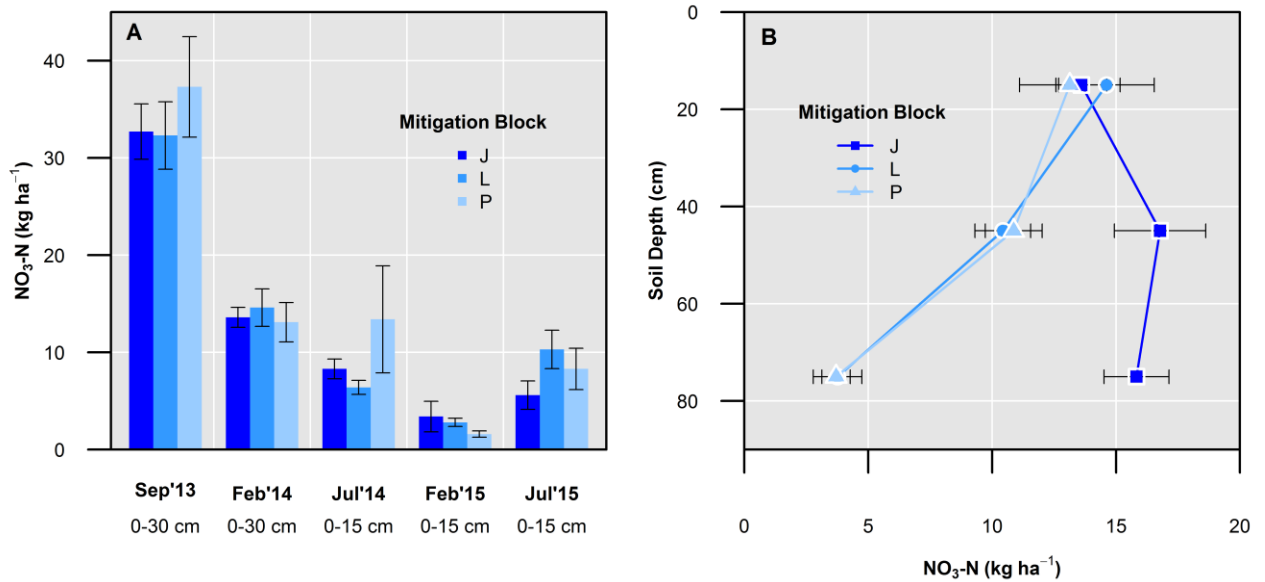 A
40
30
20
10
0
NO₃-N (kg ha⁻¹)
Mitigation Block
J
L
P
Sep'13 Feb'14 Jul'14 Feb'15 Jul'15
0-30 cm 0-30 cm 0-15 cm 0-15 cm 0-15 cm
B
0
20
40
60
80
Soil Depth (cm)
Mitigation Block
J
L
P
0 5 10 15 20
NO₃-N (kg ha⁻¹)